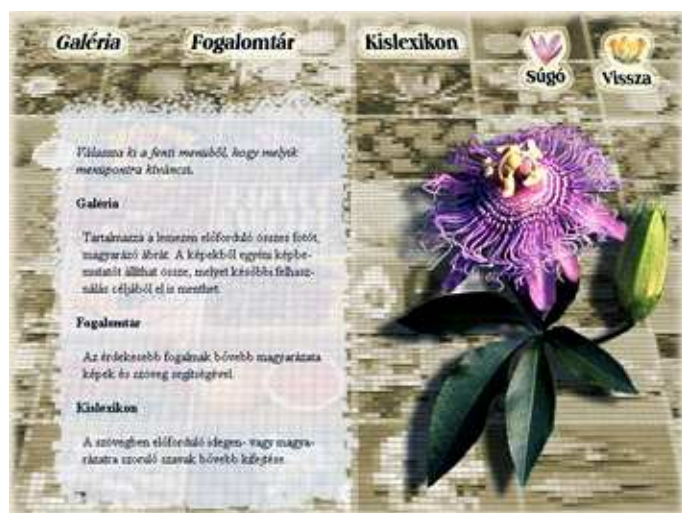 Galéria
Fogalomtár
Kislexikon
Súgó
Vissza
Válassza ki a fenti menüből, hogy melyik
menüpontra kíváncsi.
Galéria
Tartalmazza a lemezen előforduló összes fotót,
magyarázó ábrát. A képekből egyéni képbe-
mutatót állíthat össze, melyet későbbi felhasz-
nálás céljából el is menthet.
Fogalomtár
Az érdekesebb fogalmak bővebb magyarázata
képek és szöveg segítségével.
Kislexikon
A szövegben előforduló idegen- vagy magya-
rázatra szoruló szavak bővebb kifejtése.